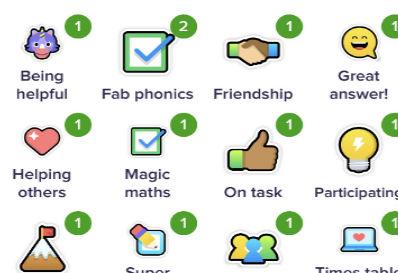 1 2 1 1
Being Great
helpful Fab phonics Friendship answer!
1 1 1 1
Helping Magic
others maths On task Participating
1 1 1 1
Super Times table